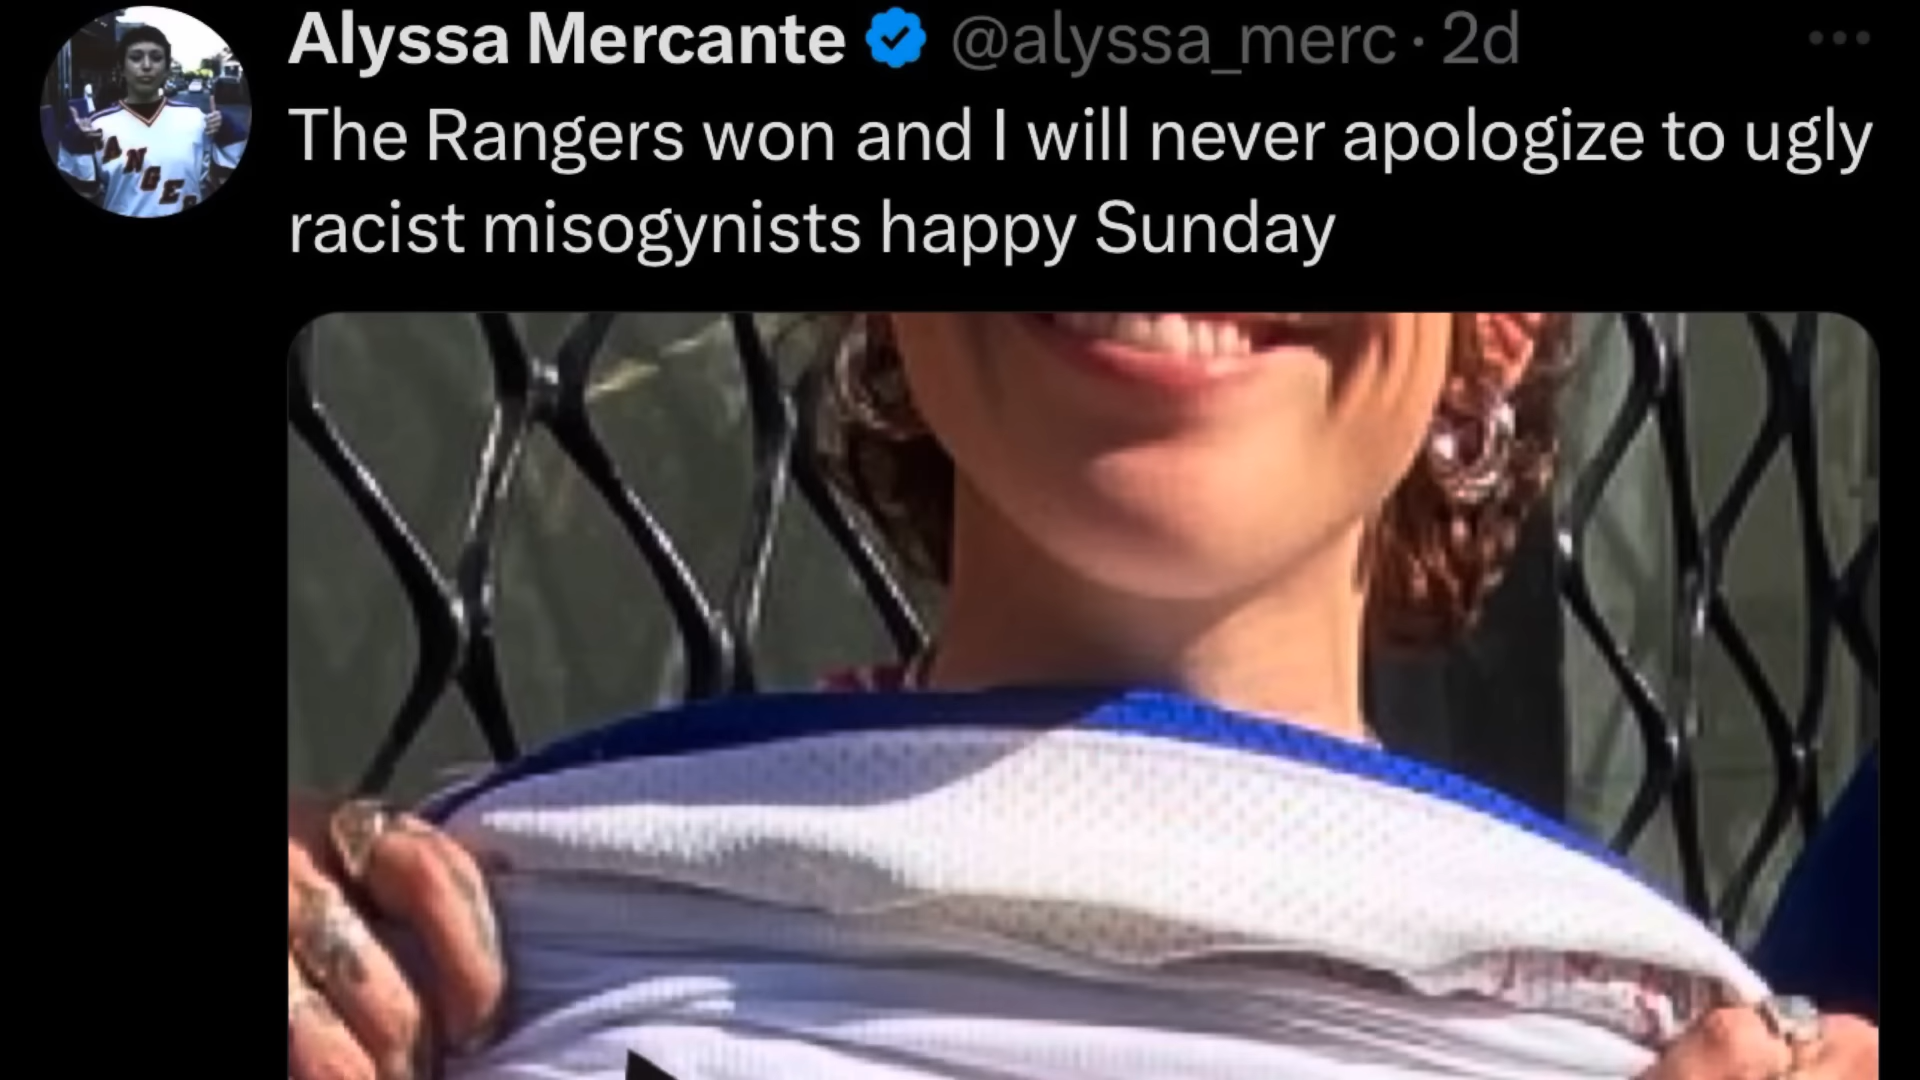 Alyssa Mercante @alyssa_merc · 2d
The Rangers won and I will never apologize to ugly
racist misogynists happy Sunday